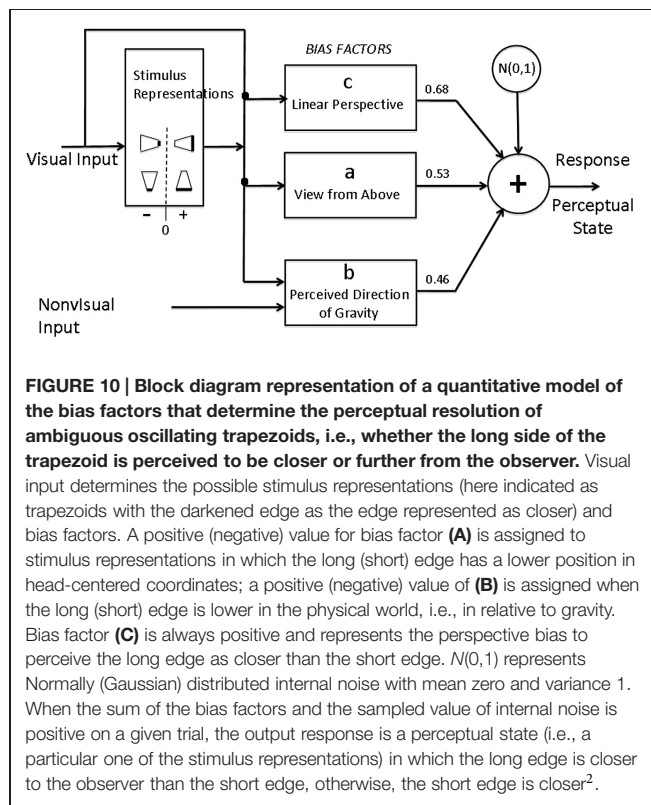 BIAS FACTORS
N(0,1)
Stimulus
Representations
c
Linear Perspective
0.68
Visual Input
a
View from Above
0.53
+
Response
Perceptual
State
- +
0
b
Perceived Direction
of Gravity
0.46
Nonvisual
Input
FIGURE 10 | Block diagram representation of a quantitative model of
the bias factors that determine the perceptual resolution of
ambiguous oscillating trapezoids, i.e., whether the long side of the
trapezoid is perceived to be closer or further from the observer. Visual
input determines the possible stimulus representations (here indicated as
trapezoids with the darkened edge as the edge represented as closer) and
bias factors. A positive (negative) value for bias factor (A) is assigned to
stimulus representations in which the long (short) edge has a lower position in
head-centered coordinates; a positive (negative) value of (B) is assigned when
the long (short) edge is lower in the physical world, i.e., in relative to gravity.
Bias factor (C) is always positive and represents the perspective bias to
perceive the long edge as closer than the short edge. N(0,1) represents
Normally (Gaussian) distributed internal noise with mean zero and variance 1.
When the sum of the bias factors and the sampled value of internal noise is
positive on a given trial, the output response is a perceptual state (i.e., a
particular one of the stimulus representations) in which the long edge is closer
to the observer than the short edge, otherwise, the short edge is closer².